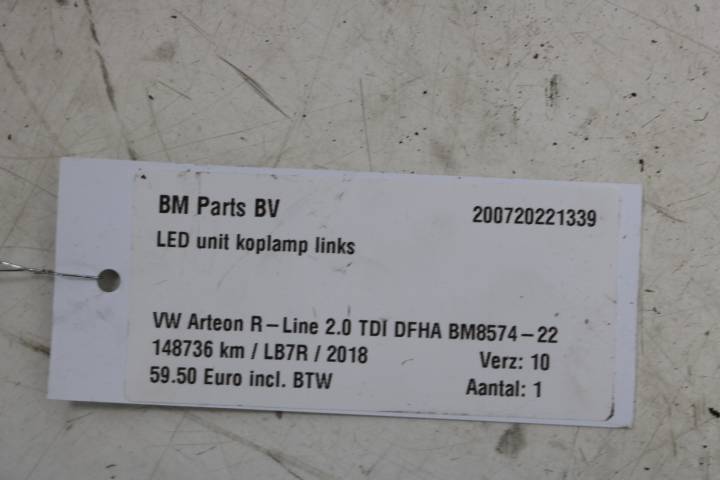 BM Parts BV 200720221339
LED unit koplamp links
VW Arteon R-Line 2.0 TDI DFHA BM8574-22
148736 km / LB7R / 2018 Verz: 10
59.50 Euro incl. BTW Aantal: 1